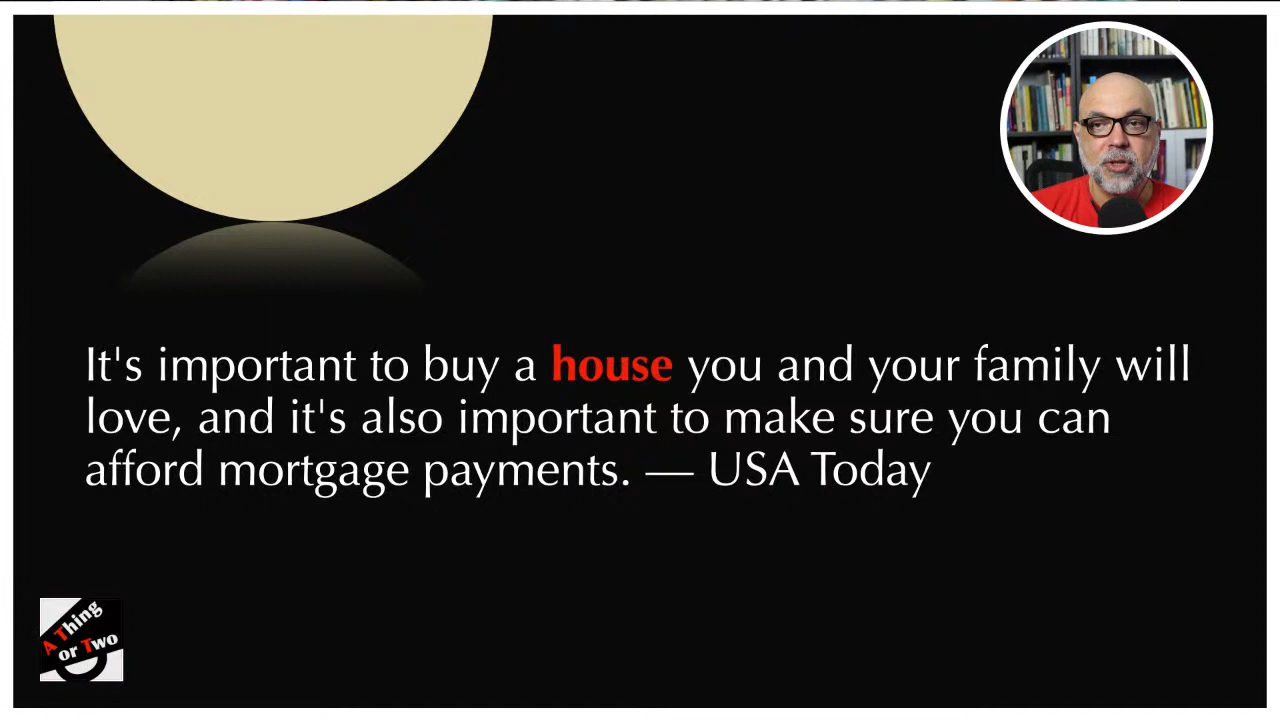 It's important to buy a house you and your family will
love, and it's also important to make sure you can
afford mortgage payments. — USA Today
A Thing
or Two